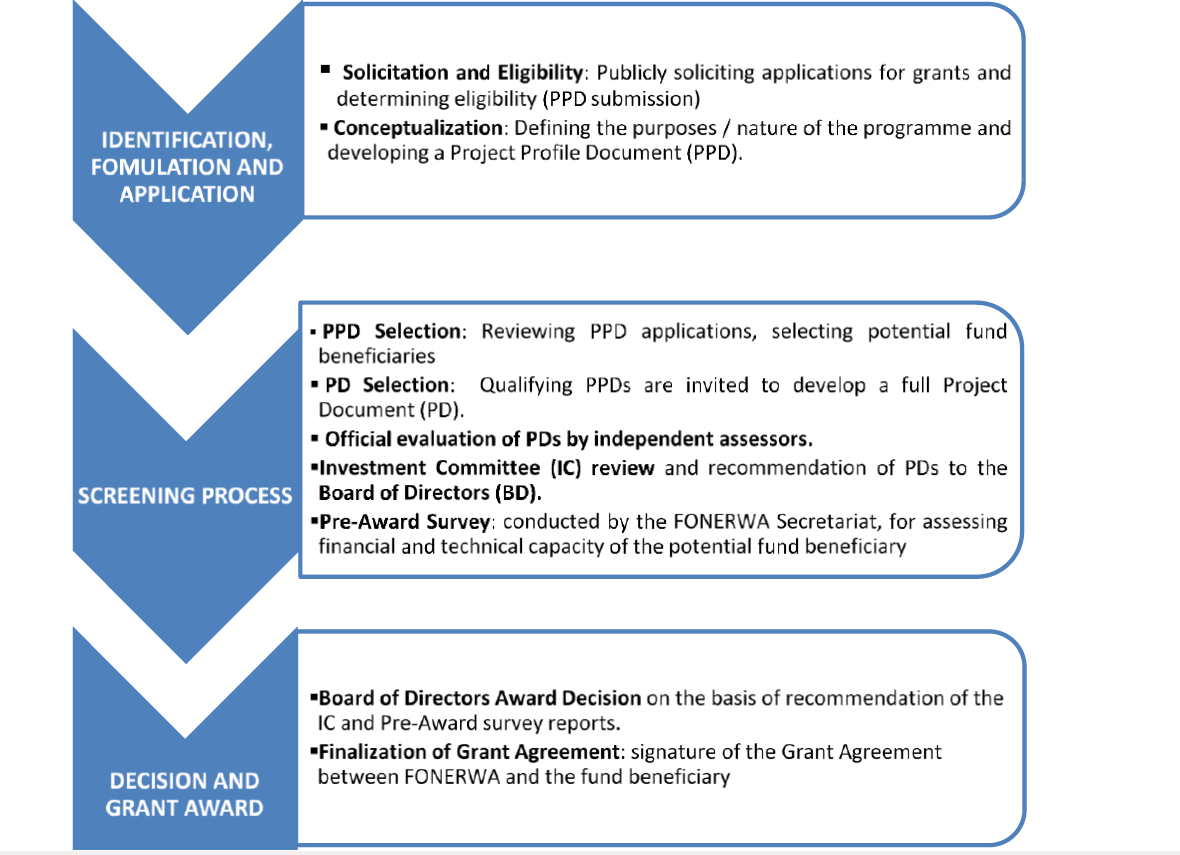 IDENTIFICATION,
FOMULATION AND
APPLICATION
▪ Solicitation and Eligibility: Publicly soliciting applications for grants and
determining eligibility (PPD submission)
▪ Conceptualization: Defining the purposes / nature of the programme and
developing a Project Profile Document (PPD).
SCREENING PROCESS
▪ PPD Selection: Reviewing PPD applications, selecting potential fund
beneficiaries
▪ PD Selection: Qualifying PPDs are invited to develop a full Project
Document (PD).
▪ Official evaluation of PDs by independent assessors.
▪Investment Committee (IC) review and recommendation of PDs to the
Board of Directors (BD).
▪Pre-Award Survey: conducted by the FONERWA Secretariat, for assessing
financial and technical capacity of the potential fund beneficiary
DECISION AND
GRANT AWARD
▪Board of Directors Award Decision on the basis of recommendation of the
IC and Pre-Award survey reports.
▪Finalization of Grant Agreement: signature of the Grant Agreement
between FONERWA and the fund beneficiary